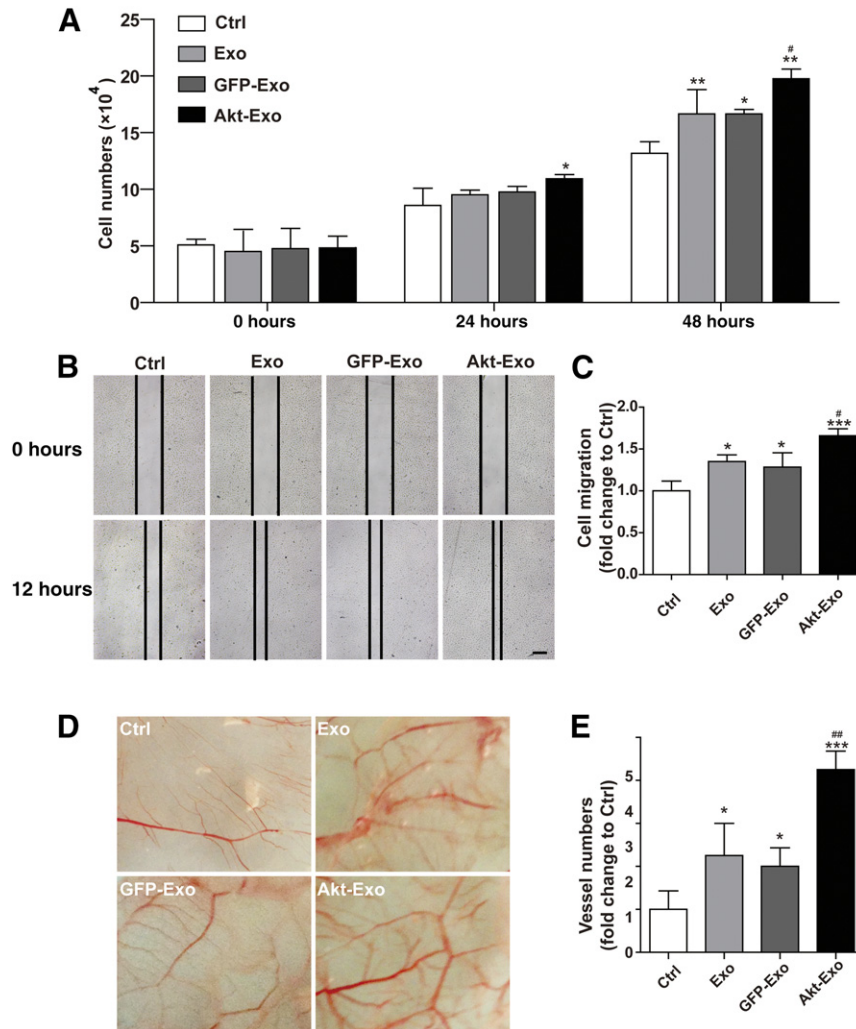 A
Ctrl
Exo
GFP-Exo
Akt-Exo
Cell numbers (×10⁴)
25
20
15
10
5
0
**
*
#
**
*
0 hours
24 hours
48 hours
B
Ctrl
Exo
GFP-Exo
Akt-Exo
0 hours
12 hours
C
Cell migration
(fold change to Ctrl)
2.0
1.5
1.0
0.5
0.0
*
*
#
***
Ctrl
Exo
GFP-Exo
Akt-Exo
D
Ctrl
Exo
GFP-Exo
Akt-Exo
E
Vessel numbers
(fold change to Ctrl)
5
4
3
2
1
0
*
*
##
***
Ctrl
Exo
GFP-Exo
Akt-Exo